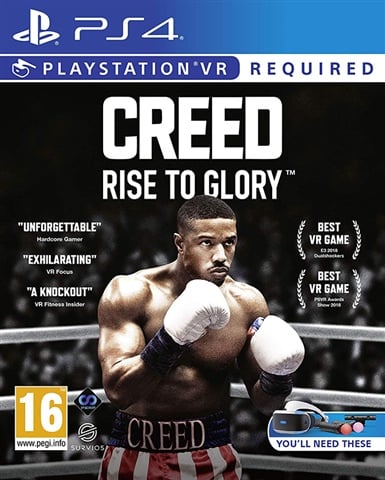 PS4
PLAYSTATION®VR REQUIRED
CREED
RISE TO GLORY™
"UNFORGETTABLE"
Hardcore Gamer
"EXHILARATING"
VR Focus
"A KNOCKOUT"
VR Fitness Insider
BEST
VR GAME
E3 2018
Dualshockers
BEST
VR GAME
PSVR Awards
Show 2018
16
www.pegi.info
SURVIOS
CREED
YOU'LL NEED THESE